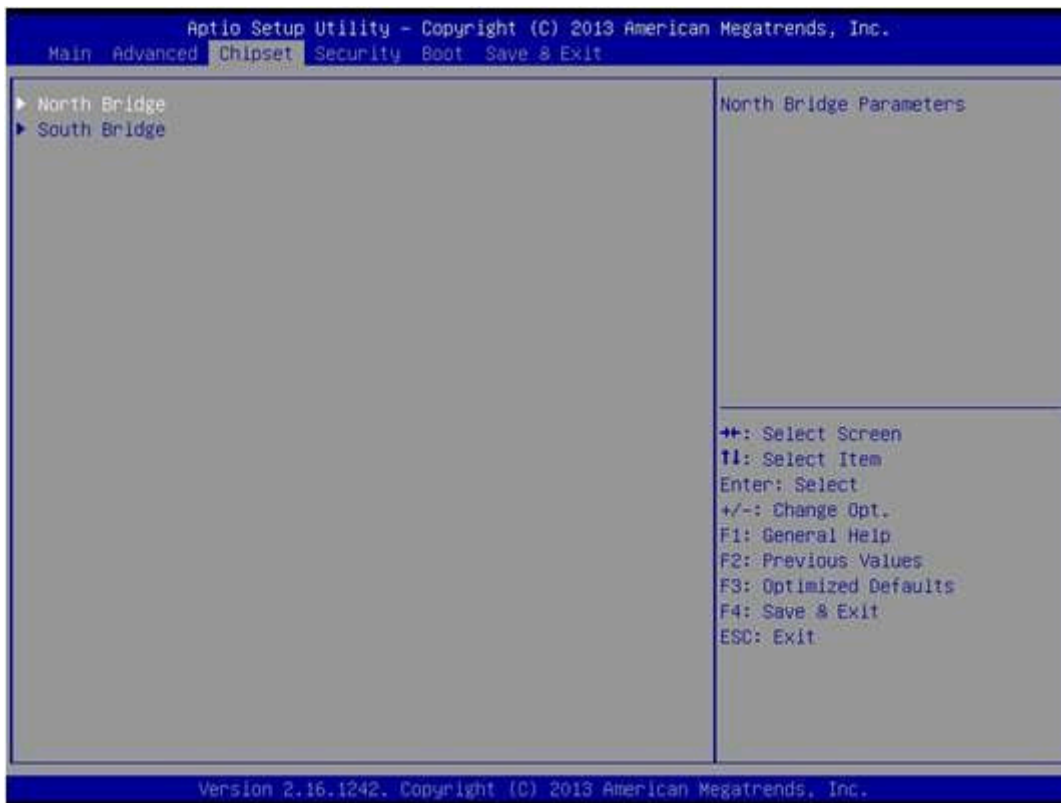 Aptio Setup Utility - Copyright (C) 2013 American Megatrends, Inc.
Main Advanced Chipset Security Boot Save & Exit
▶ North Bridge
▶ South Bridge
North Bridge Parameters
→←: Select Screen
↑↓: Select Item
Enter: Select
+/-: Change Opt.
F1: General Help
F2: Previous Values
F3: Optimized Defaults
F4: Save & Exit
ESC: Exit
Version 2.16.1242. Copyright (C) 2013 American Megatrends, Inc.